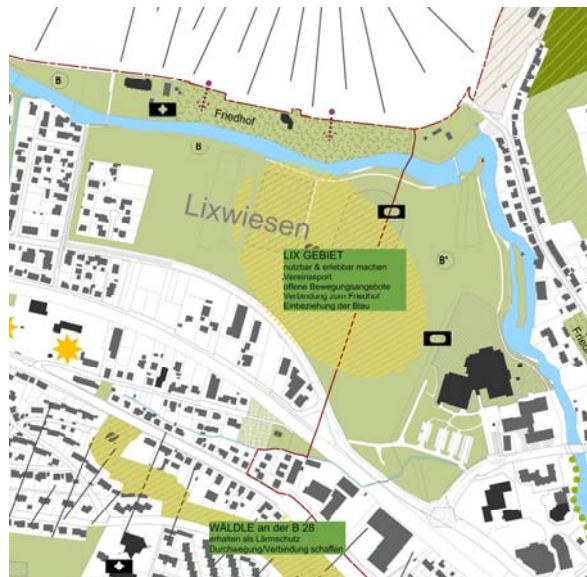 B
Friedhof
B
Lixwiesen
B*
LIX GEBIET
nutzbar & erlebbar machen
Vereinssport
offene Bewegungsangebote
Verbindung zum Friedhof
Einbeziehung der Blau
WÄLDLE an der B 28
erhalten als Lärmschutz
Durchwegung/Verbindung schaffen